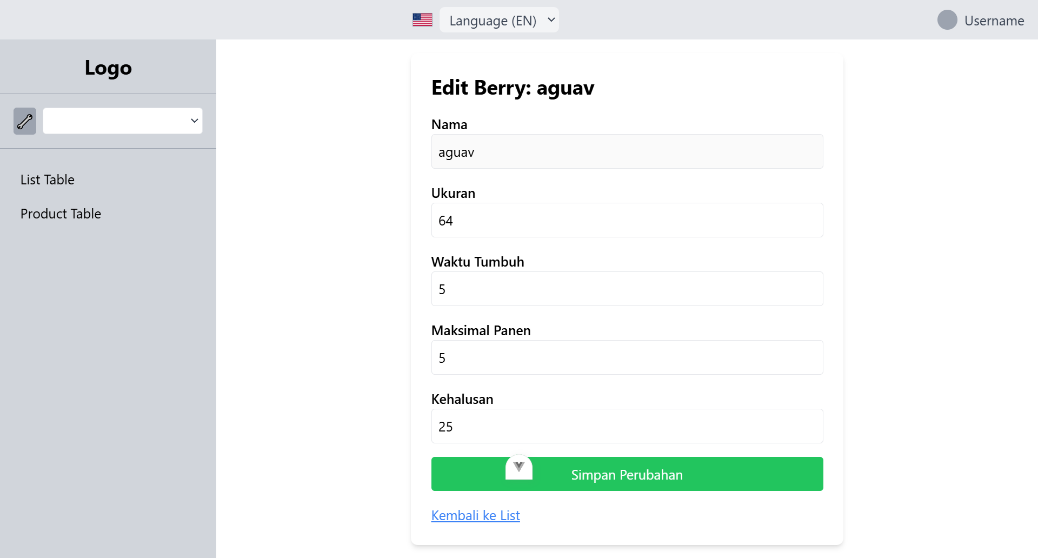 Language (EN)
Username
Logo
List Table
Product Table
Edit Berry: aguav
Nama
aguav
Ukuran
64
Waktu Tumbuh
5
Maksimal Panen
5
Kehalusan
25
Simpan Perubahan
Kembali ke List